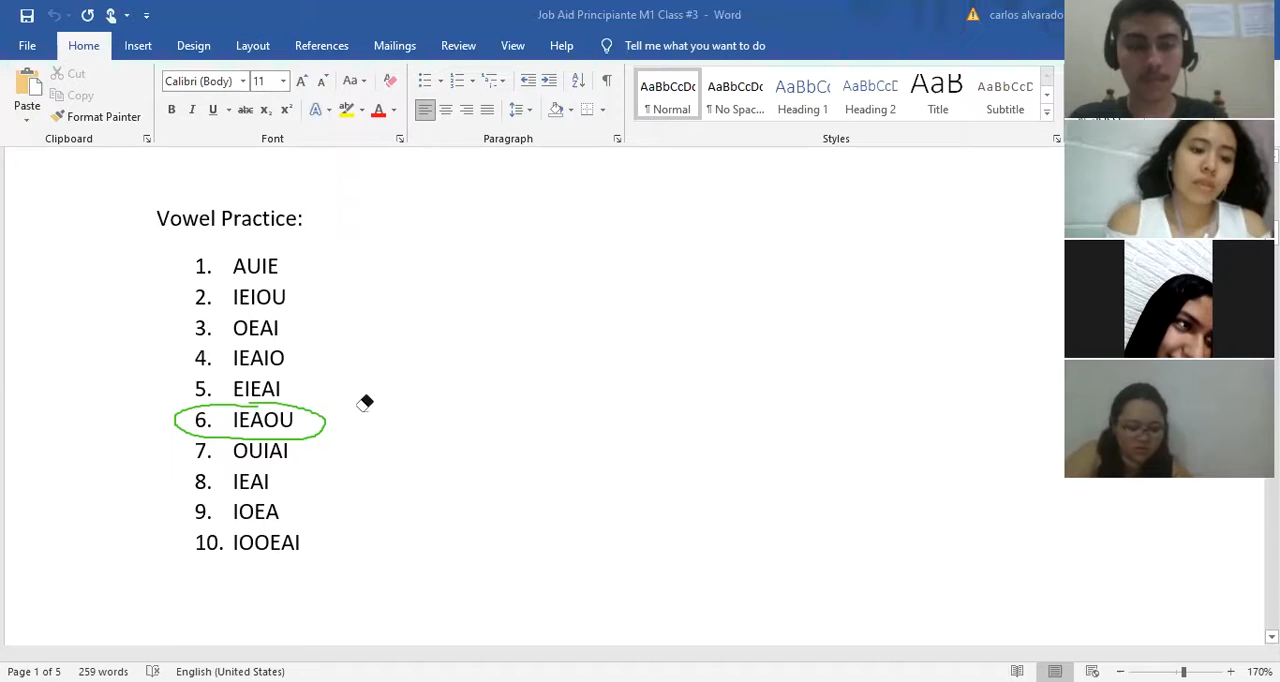 Job Aid Principiante M1 Class #3 - Word
carlos alvarado
File Home Insert Design Layout References Mailings Review View Help Tell me what you want to do
Paste
Cut
Copy
Format Painter
Clipboard
Calibri (Body) 11
Font
Paragraph
AaBbCcDc AaBbCcDc AaBbCc AaBbCcD AaB AaBbCcD
¶ Normal ¶ No Spac... Heading 1 Heading 2 Title Subtitle
Styles
Vowel Practice:
1. AUIE
2. IEIOU
3. OEAI
4. IEAIO
5. EIEAI
6. IEAOU
7. OUIAI
8. IEAI
9. IOEA
10. IOOEAI
Page 1 of 5 259 words English (United States) 170%